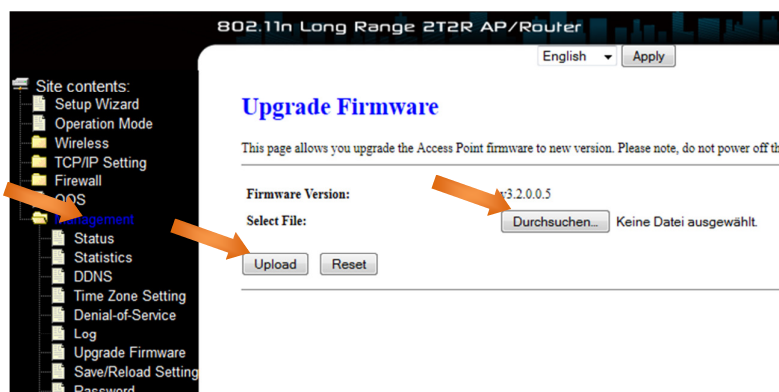 802.11n Long Range 2T2R AP/Router
English
Apply
Site contents:
Setup Wizard
Operation Mode
Wireless
TCP/IP Setting
Firewall
QOS
Management
Status
Statistics
DDNS
Time Zone Setting
Denial-of-Service
Log
Upgrade Firmware
Save/Reload Setting
Password
Upgrade Firmware
This page allows you upgrade the Access Point firmware to new version. Please note, do not power off th
Firmware Version: v3.2.0.0.5
Select File: Durchsuchen... Keine Datei ausgewählt.
Upload Reset